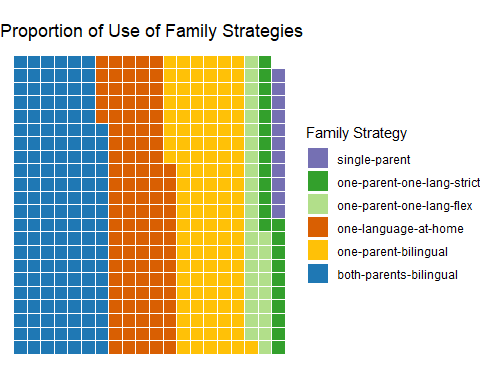 Proportion of Use of Family Strategies
Family Strategy
single-parent
one-parent-one-lang-strict
one-parent-one-lang-flex
one-language-at-home
one-parent-bilingual
both-parents-bilingual